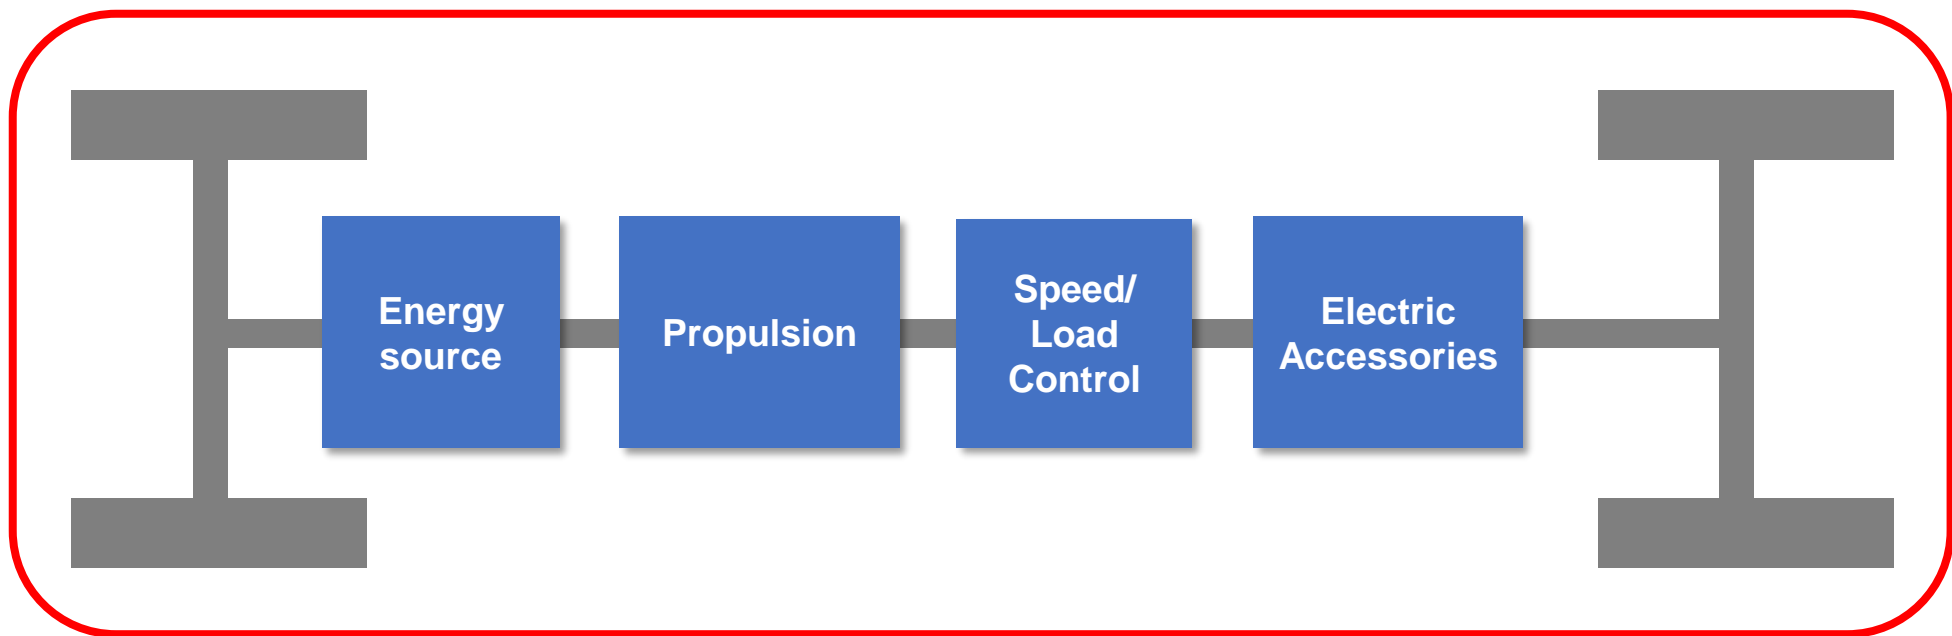 Energy
source
Propulsion
Speed/
Load
Control
Electric
Accessories